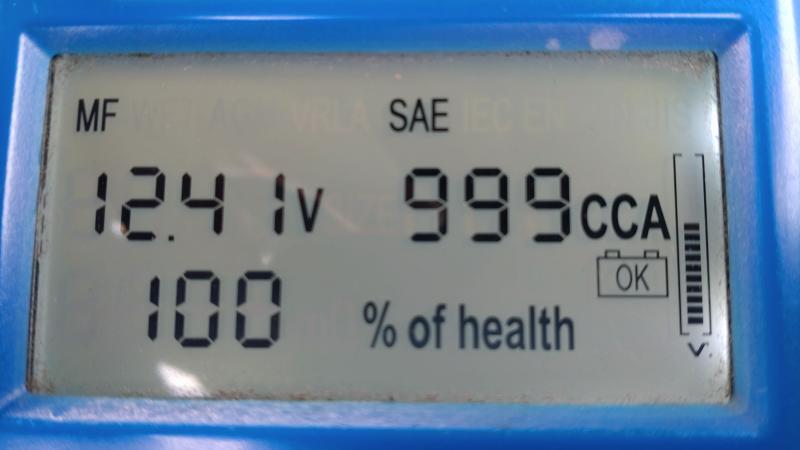 MF SAE
12.41V 999CCA
OK
100 % of health
V